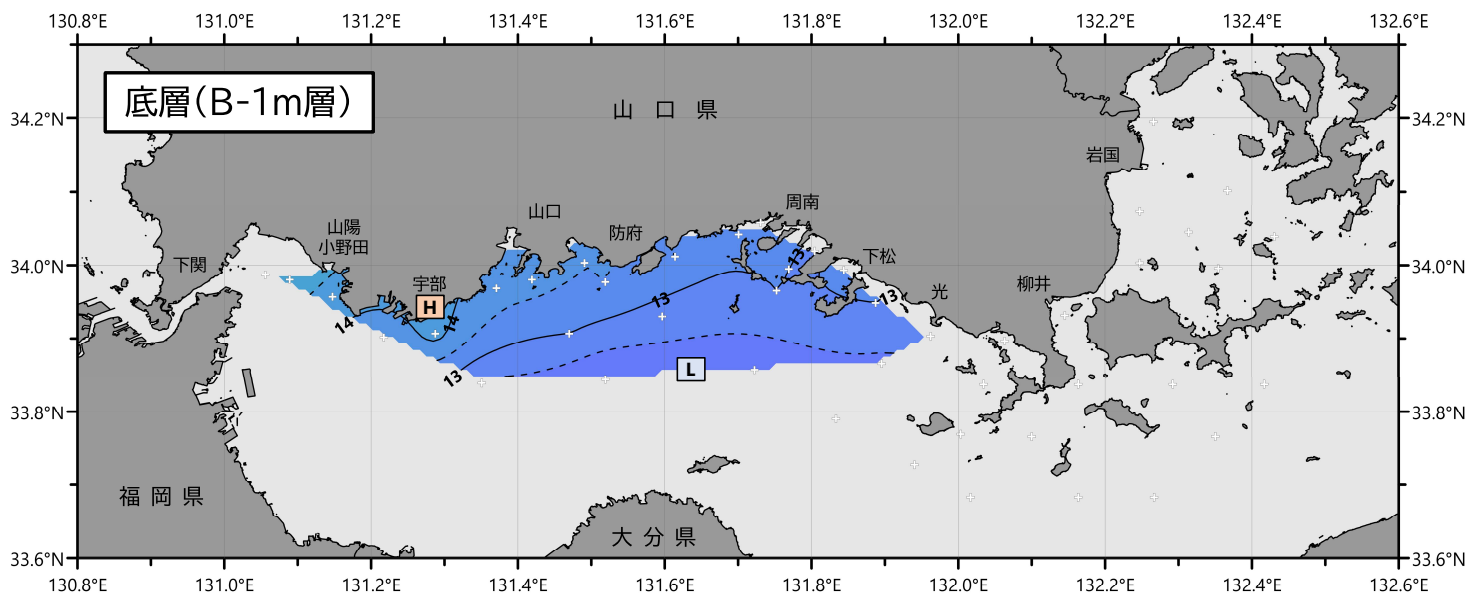 130.8°E 131.0°E 131.2°E 131.4°E 131.6°E 131.8°E 132.0°E 132.2°E 132.4°E 132.6°E
底層(B-1m層)
山 口 県
34.2°N 34.2°N
岩国
周南
山口
山陽
小野田
防府
下松
下関
34.0°N 34.0°N
宇部
柳井
光
H
13
13
13
14
14
L
13
33.8°N 33.8°N
福 岡 県
大 分 県
33.6°N 33.6°N
130.8°E 131.0°E 131.2°E 131.4°E 131.6°E 131.8°E 132.0°E 132.2°E 132.4°E 132.6°E